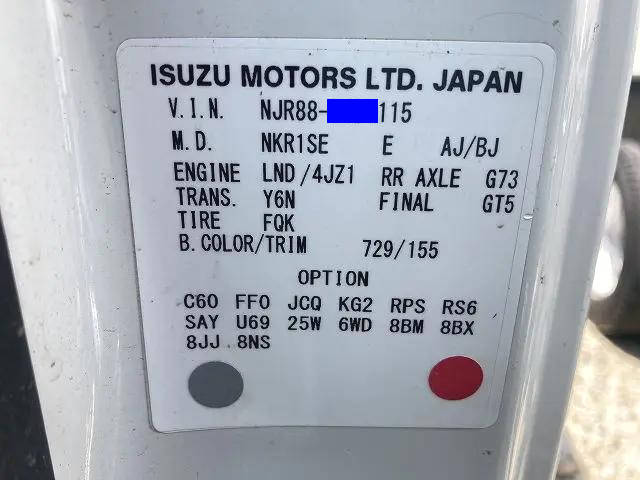 ISUZU MOTORS LTD. JAPAN
V.I.N. NJR88- 115
M.D. NKR1SE E AJ/BJ
ENGINE LND/4JZ1 RR AXLE G73
TRANS. Y6N FINAL GT5
TIRE FQK
B.COLOR/TRIM 729/155
OPTION
C60 FF0 JCQ KG2 RPS RS6
SAY U69 25W 6WD 8BM 8BX
8JJ 8NS